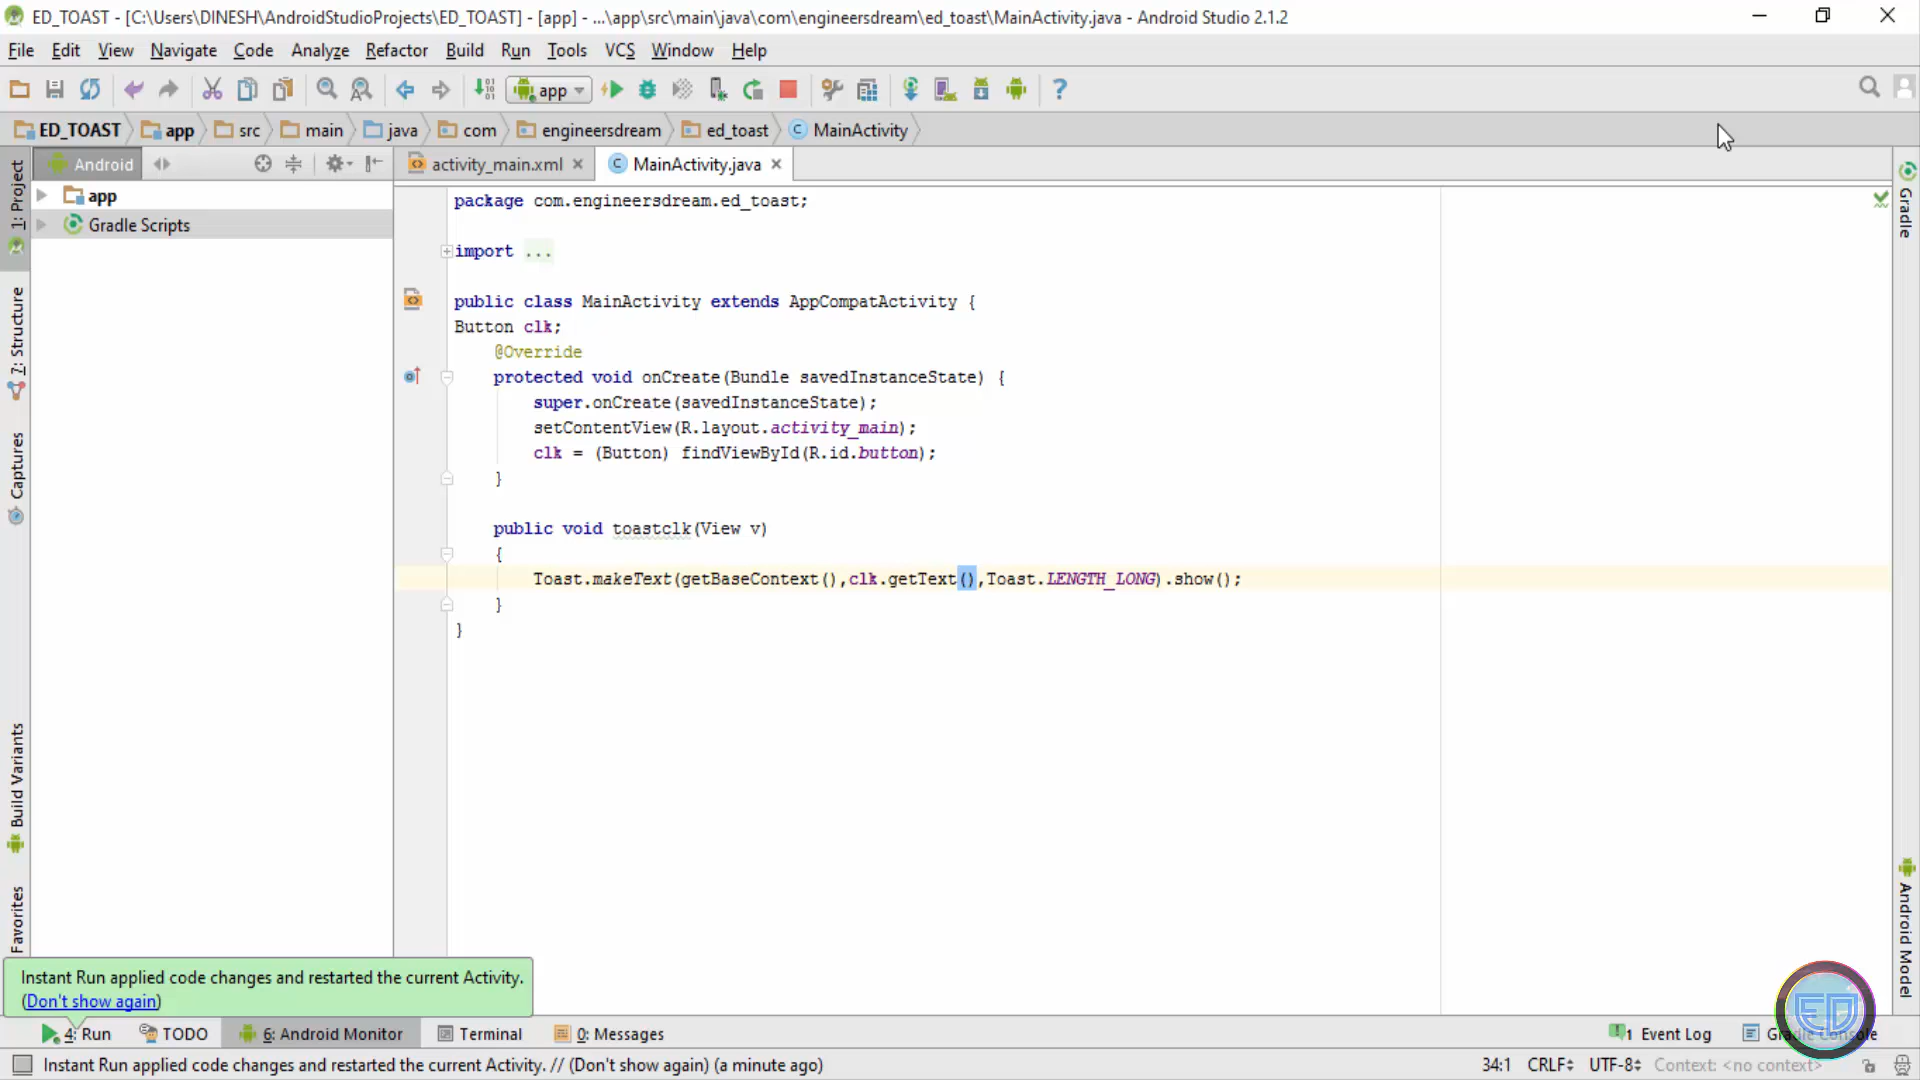 ED_TOAST - [C:\Users\DINESH\AndroidStudioProjects\ED_TOAST] - [app] - ...\app\src\main\java\com\engineersdream\ed_toast\MainActivity.java - Android Studio 2.1.2
File Edit View Navigate Code Analyze Refactor Build Run Tools VCS Window Help
app
ED_TOAST app src main java com engineersdream ed_toast MainActivity
Android activity_main.xml MainActivity.java
app
Gradle Scripts
1: Project
7: Structure
Captures
Build Variants
Favorites
package com.engineersdream.ed_toast;
import ...
public class MainActivity extends AppCompatActivity {
Button clk;
@Override
protected void onCreate(Bundle savedInstanceState) {
super.onCreate(savedInstanceState);
setContentView(R.layout.activity_main);
clk = (Button) findViewById(R.id.button);
}
public void toastclk(View v)
{
Toast.makeText(getBaseContext(),clk.getText(),Toast.LENGTH_LONG).show();
}
}
Gradle
Android Model
Instant Run applied code changes and restarted the current Activity.
(Don't show again)
ED
4: Run TODO 6: Android Monitor Terminal 0: Messages 1 Event Log Gradle Console
Instant Run applied code changes and restarted the current Activity. // (Don't show again) (a minute ago) 34:1 CRLF UTF-8 Context: <no context>